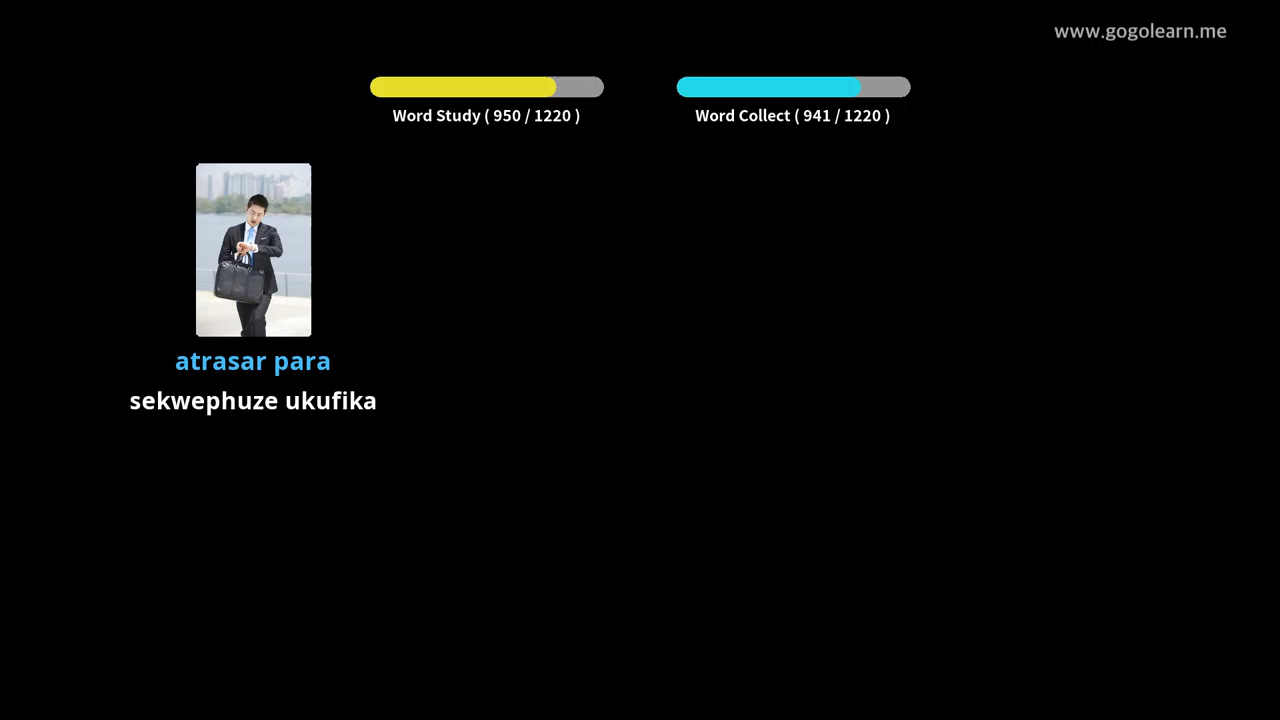 www.gogolearn.me
Word Study ( 950 / 1220 )
Word Collect ( 941 / 1220 )
atrasar para
sekwephuze ukufika